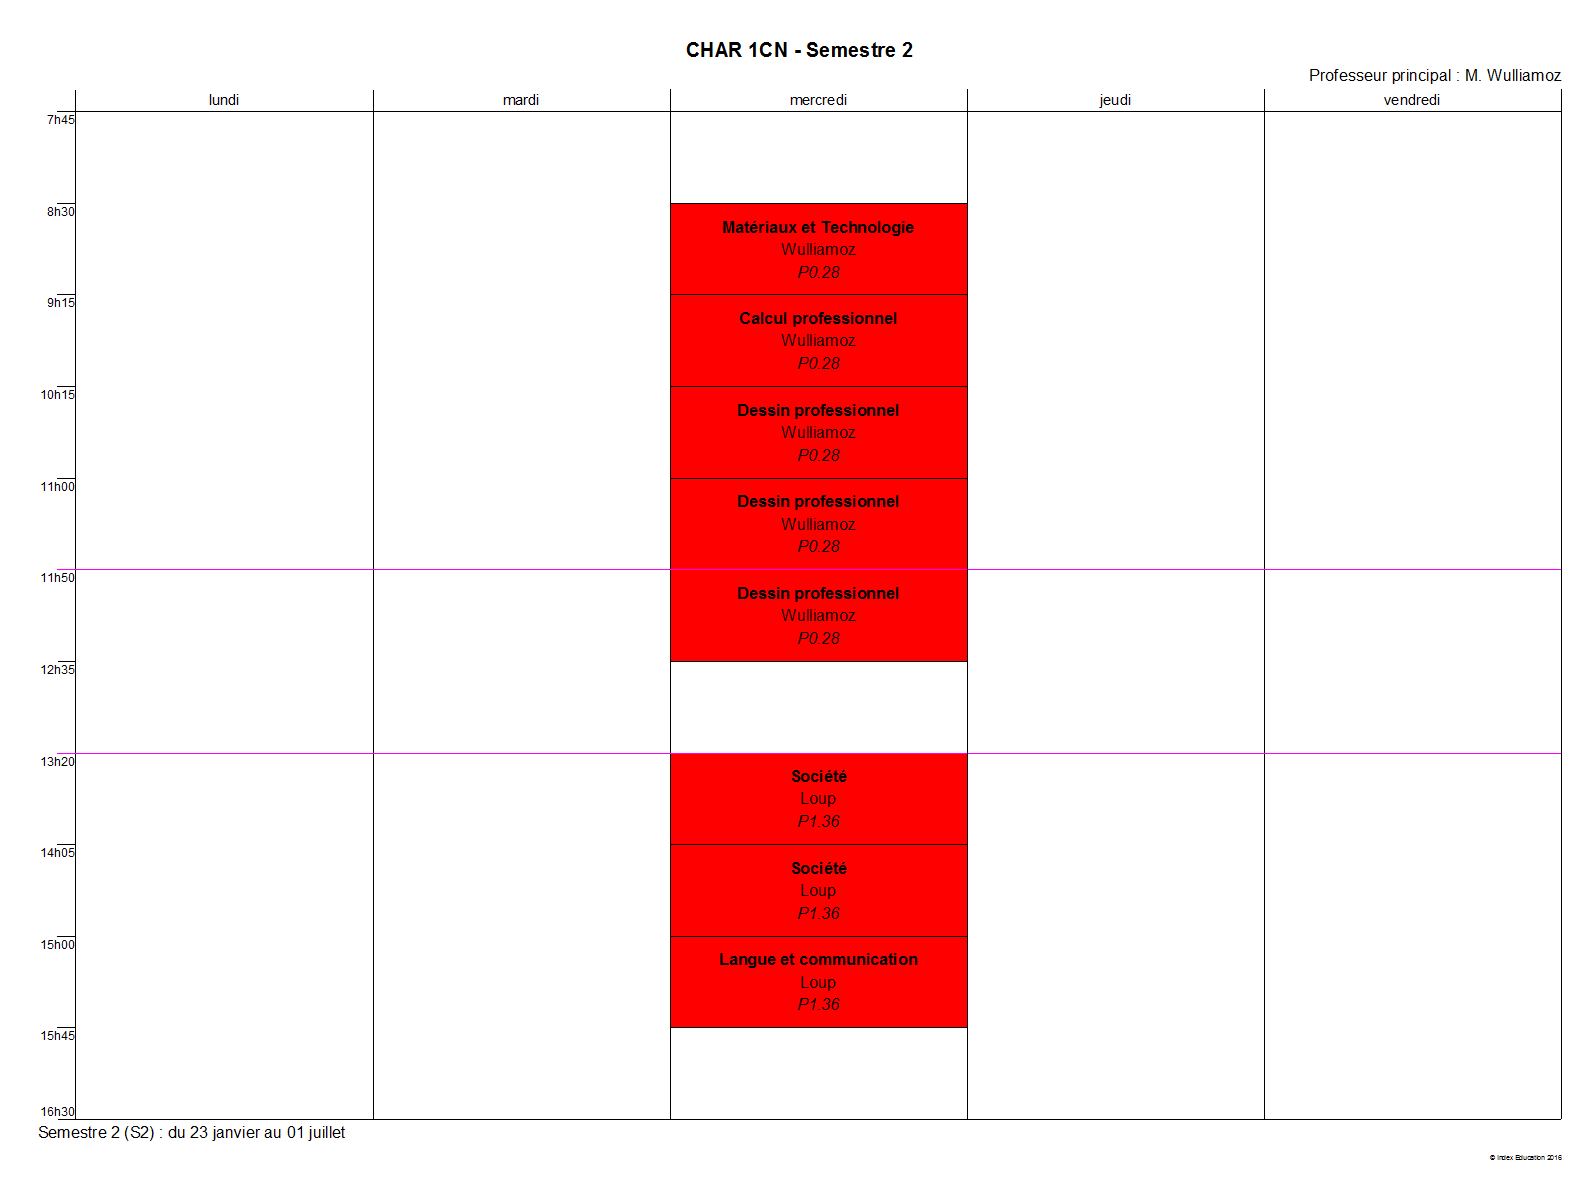 CHAR 1CN - Semestre 2
Professeur principal : M. Wulliamoz
lundi mardi mercredi jeudi vendredi
7h45
8h30
Matériaux et Technologie
Wulliamoz
P0.28
9h15
Calcul professionnel
Wulliamoz
P0.28
10h15
Dessin professionnel
Wulliamoz
P0.28
11h00
Dessin professionnel
Wulliamoz
P0.28
11h50
Dessin professionnel
Wulliamoz
P0.28
12h35
13h20
Société
Loup
P1.36
14h05
Société
Loup
P1.36
15h00
Langue et communication
Loup
P1.36
15h45
16h30
Semestre 2 (S2) : du 23 janvier au 01 juillet
© Index Education 2016